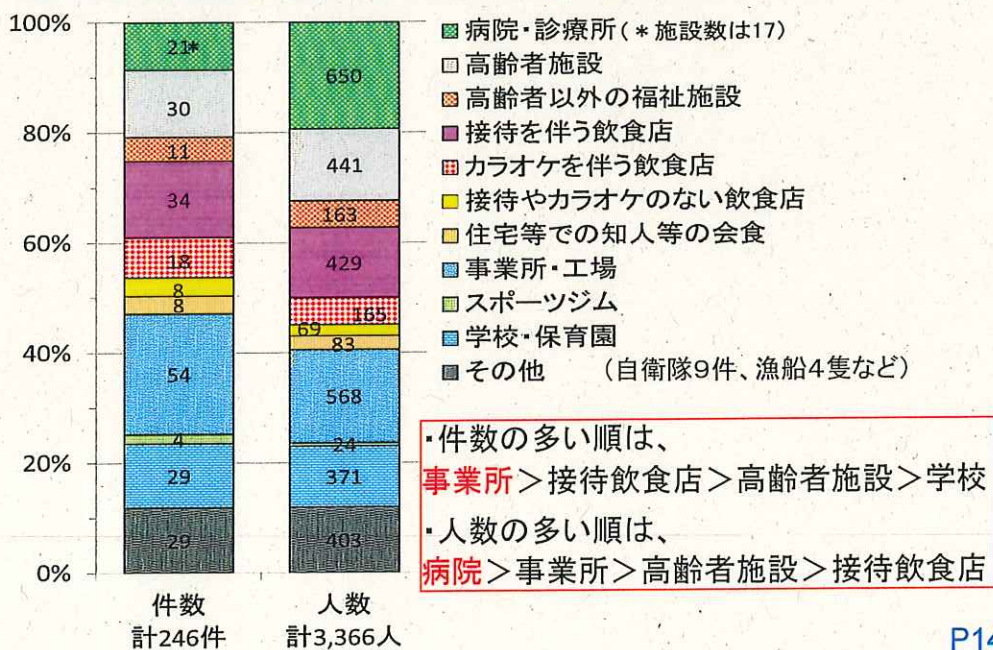 100%
80%
60%
40%
20%
0%
21*
30
11
34
18
8
8
54
4
29
29
650
441
163
429
165
69
83
568
24
371
403
件数
計246件
人数
計3,366人
病院・診療所(*施設数は17)
高齢者施設
高齢者以外の福祉施設
接待を伴う飲食店
カラオケを伴う飲食店
接待やカラオケのない飲食店
住宅等での知人等の会食
事業所・工場
スポーツジム
学校・保育園
その他 (自衛隊9件、漁船4隻など)
・件数の多い順は、
事業所>接待飲食店>高齢者施設>学校
・人数の多い順は、
病院>事業所>高齢者施設>接待飲食店
P14